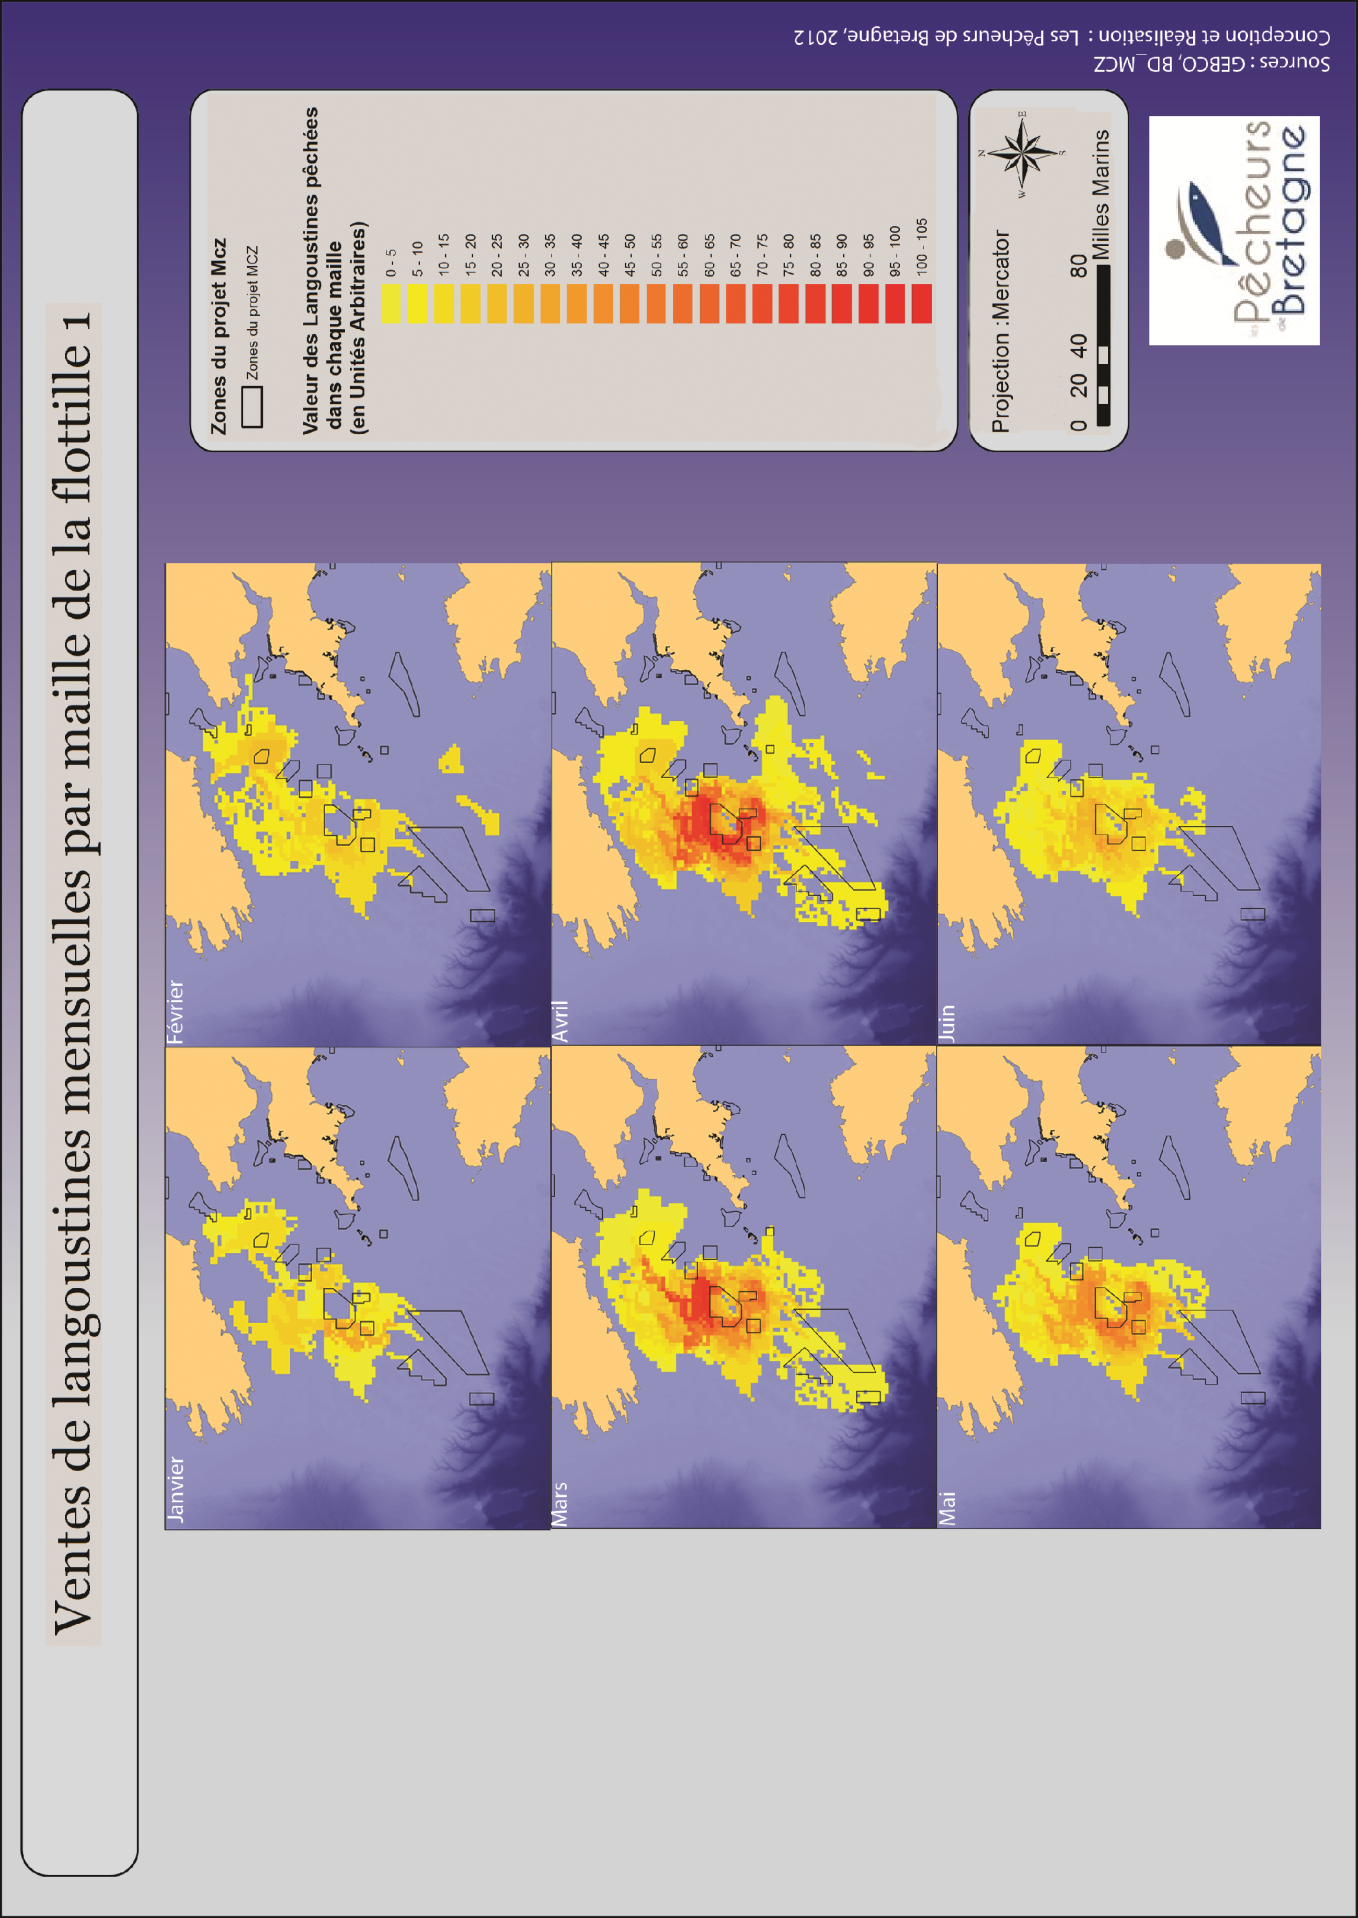 Ventes de langoustines mensuelles par maille de la flottille 1
Janvier
Février
Mars
Avril
Mai
Juin
Zones du projet Mcz
Zones du projet MCZ
Valeur des Langoustines pêchées
dans chaque maille
(en Unités Arbitraires)
0 - 5
5 - 10
10 - 15
15 - 20
20 - 25
25 - 30
30 - 35
35 - 40
40 - 45
45 - 50
50 - 55
55 - 60
60 - 65
65 - 70
70 - 75
75 - 80
80 - 85
85 - 90
90 - 95
95 - 100
100 - 105
Projection : Mercator
N
E
S
W
0 20 40 80
Milles Marins
les
Pêcheurs
de Bretagne
Sources : GEBCO, BD_MCZ
Conception et Réalisation : Les Pêcheurs de Bretagne, 2012